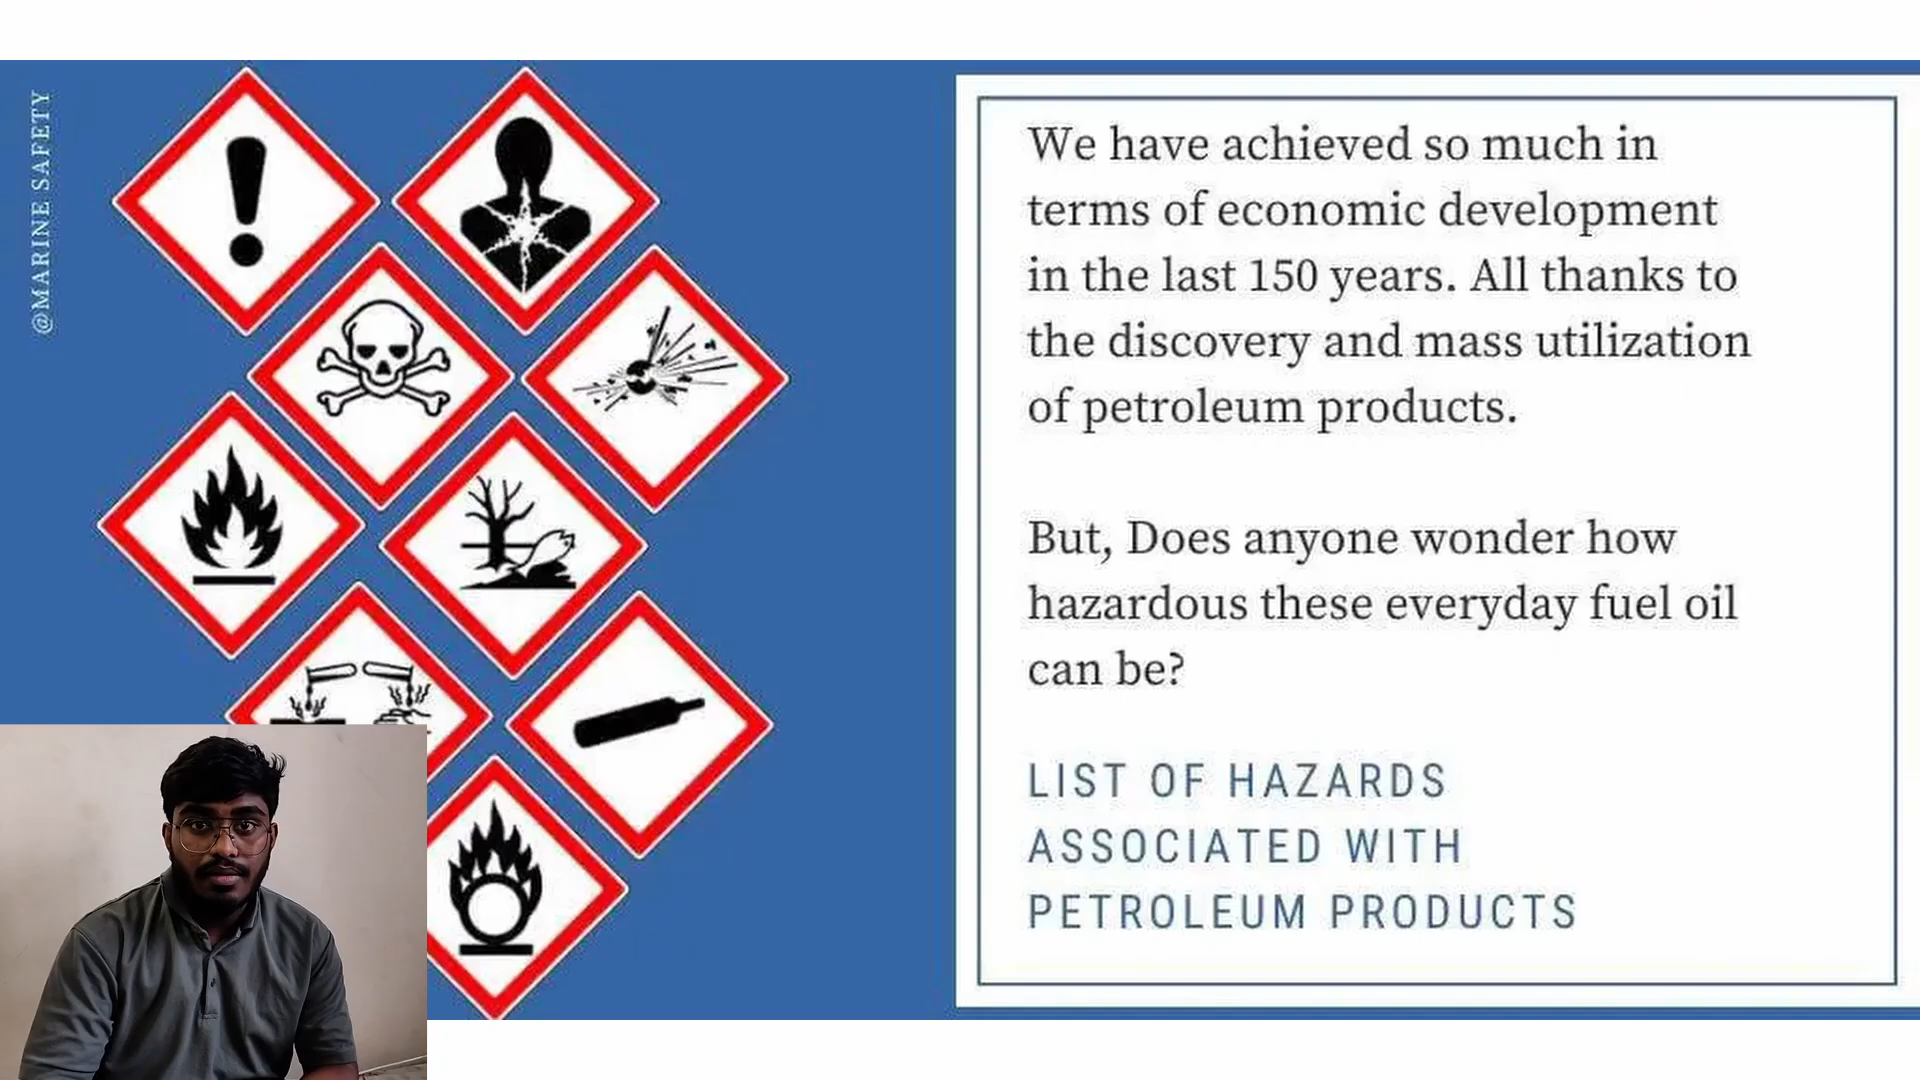 @MARINE SAFETY
We have achieved so much in
terms of economic development
in the last 150 years. All thanks to
the discovery and mass utilization
of petroleum products.
But, Does anyone wonder how
hazardous these everyday fuel oil
can be?
LIST OF HAZARDS
ASSOCIATED WITH
PETROLEUM PRODUCTS